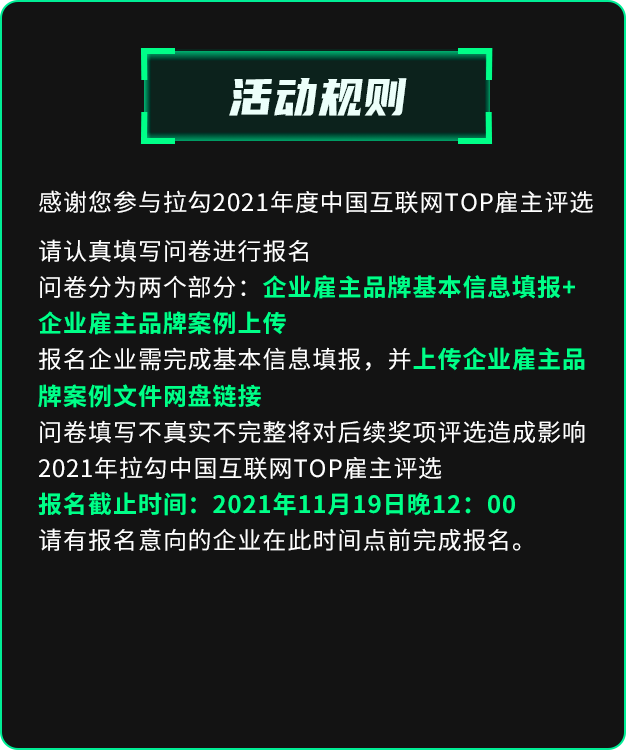 活动规则
感谢您参与拉勾2021年度中国互联网TOP雇主评选
请认真填写问卷进行报名
问卷分为两个部分：企业雇主品牌基本信息填报+
企业雇主品牌案例上传
报名企业需完成基本信息填报，并上传企业雇主品
牌案例文件网盘链接
问卷填写不真实不完整将对后续奖项评选造成影响
2021年拉勾中国互联网TOP雇主评选
报名截止时间：2021年11月19日晚12：00
请有报名意向的企业在此时间点前完成报名。